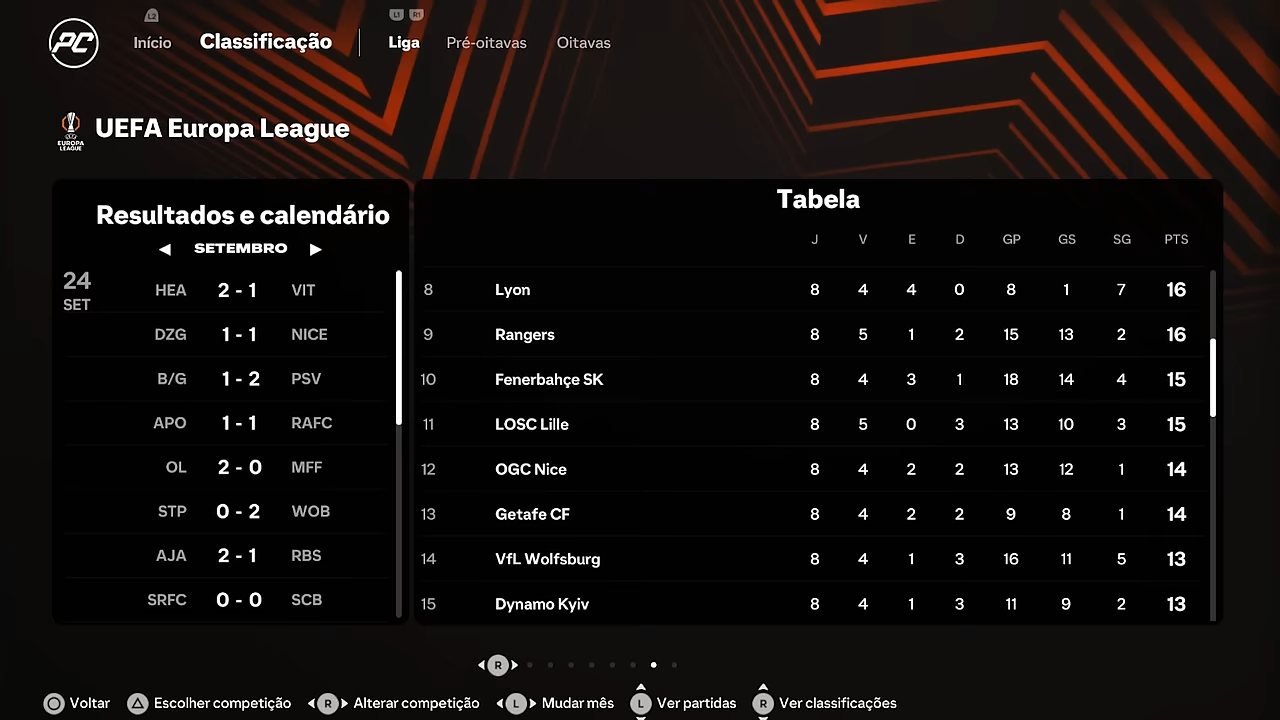 L2 L1 R1
PC Início Classificação Liga Pré-oitavas Oitavas
UEFA Europa League
EUROPA
LEAGUE
Resultados e calendário
SETEMBRO
24 SET
HEA 2 - 1 VIT
DZG 1 - 1 NICE
B/G 1 - 2 PSV
APO 1 - 1 RAFC
OL 2 - 0 MFF
STP 0 - 2 WOB
AJA 2 - 1 RBS
SRFC 0 - 0 SCB
Tabela
J V E D GP GS SG PTS
8 Lyon 8 4 4 0 8 1 7 16
9 Rangers 8 5 1 2 15 13 2 16
10 Fenerbahçe SK 8 4 3 1 18 14 4 15
11 LOSC Lille 8 5 0 3 13 10 3 15
12 OGC Nice 8 4 2 2 13 12 1 14
13 Getafe CF 8 4 2 2 9 8 1 14
14 VfL Wolfsburg 8 4 1 3 16 11 5 13
15 Dynamo Kyiv 8 4 1 3 11 9 2 13
R
Voltar Escolher competição R Alterar competição L Mudar mês L Ver partidas R Ver classificações